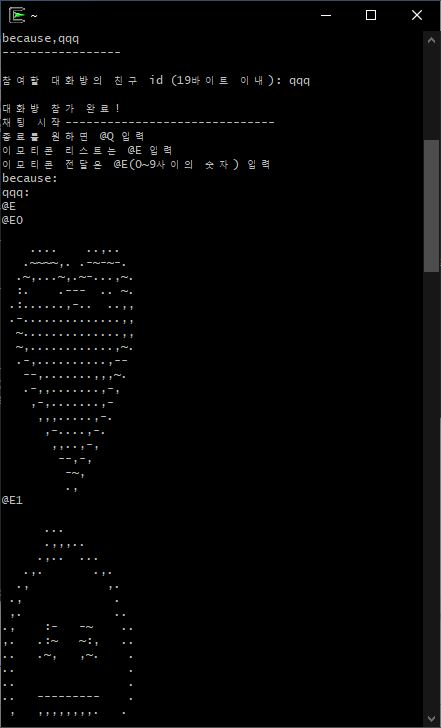 ~
because,qqq
-----------------
참여할 대화방의 친구 id (19바이트 이내): qqq
대화방 참가 완료!
채팅 시작------------------------------
종료를 원하면 @Q 입력
이모티콘 리스트는 @E 입력
이모티콘 전달은 @E(0~9사이의 숫자) 입력
because:
qqq:
@E
@E0
@E1